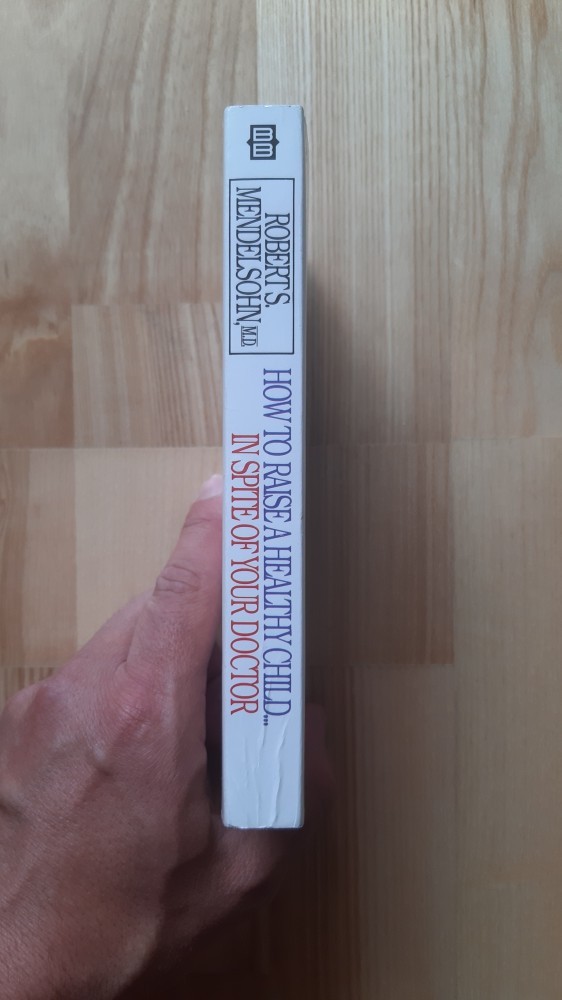 ROBERT S.
MENDELSOHN, M.D.
HOW TO RAISE A HEALTHY CHILD...
IN SPITE OF YOUR DOCTOR